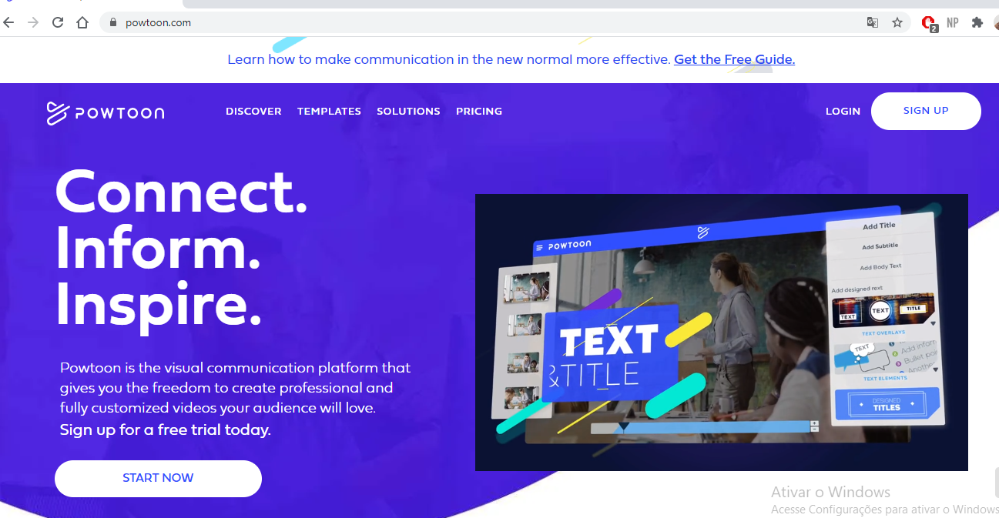 powtoon.com
2
NP
Learn how to make communication in the new normal more effective. Get the Free Guide.
POWTOON
DISCOVER TEMPLATES SOLUTIONS PRICING
LOGIN
SIGN UP
Connect.
Inform.
Inspire.
Powtoon is the visual communication platform that
gives you the freedom to create professional and
fully customized videos your audience will love.
Sign up for a free trial today.
START NOW
POWTOON
TEXT
&TITLE
Add Title
Add Subtitle
Add Body Text
Add designed rext
TEXT
TEXT
TITLE
TEXT OVERLAYS
TEXT
Add inform
Bullet poi
Anothe
TEXT ELEMENTS
DESIGNED
TITLES
Ativar o Windows
Acesse Configurações para ativar o Windows